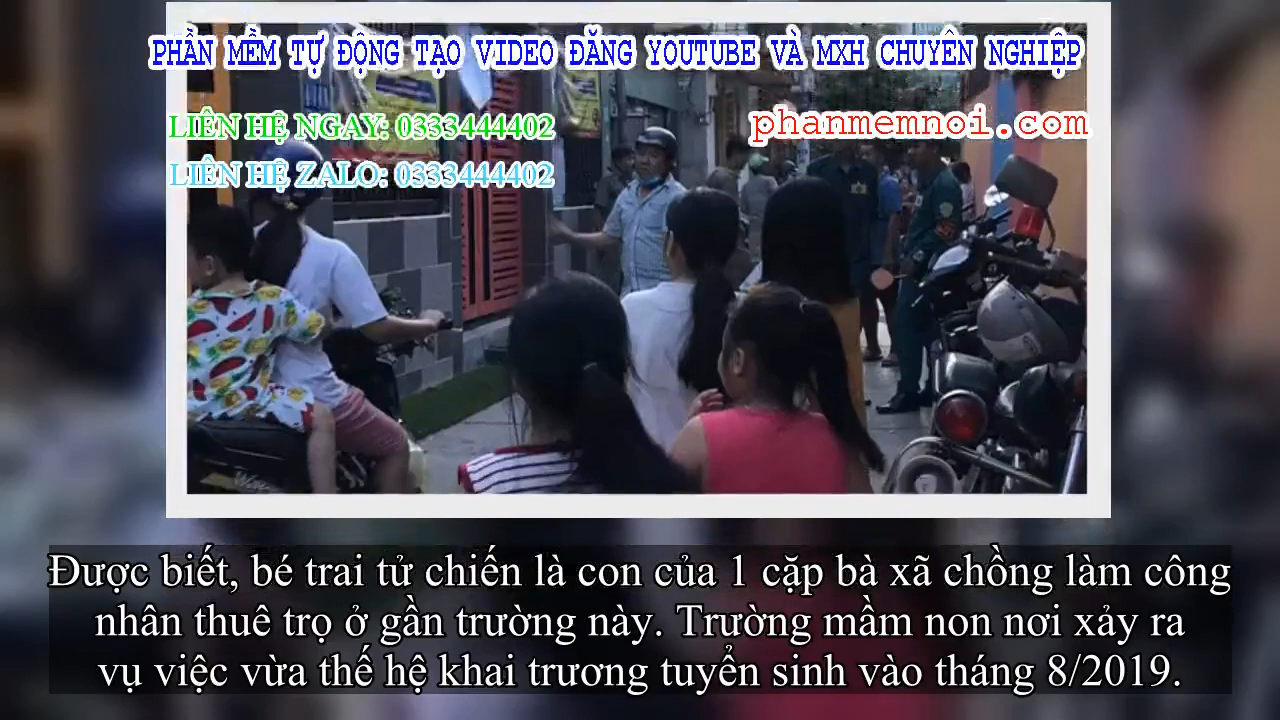 PHẦN MỀM TỰ ĐỘNG TẠO VIDEO ĐĂNG YOUTUBE VÀ MXH CHUYÊN NGHIỆP
LIÊN HỆ NGAY: 0333444402
phanmemnoi.com
LIÊN HỆ ZALO: 0333444402
Được biết, bé trai tử chiến là con của 1 cặp bà xã chồng làm công
nhân thuê trọ ở gần trường này. Trường mầm non nơi xảy ra
vụ việc vừa thế hệ khai trương tuyển sinh vào tháng 8/2019.